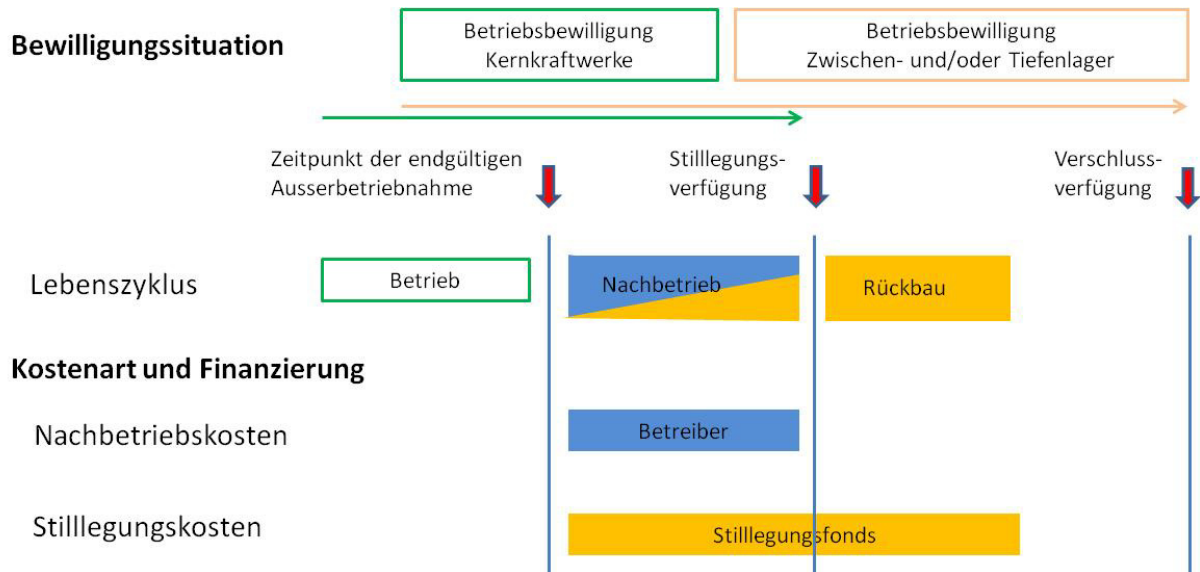 Bewilligungssituation
Betriebsbewilligung
Kernkraftwerke
Betriebsbewilligung
Zwischen- und/oder Tiefenlager
Zeitpunkt der endgültigen
Ausserbetriebnahme
Stilllegungs-
verfügung
Verschluss-
verfügung
Lebenszyklus
Betrieb
Nachbetrieb
Rückbau
Kostenart und Finanzierung
Nachbetriebskosten
Betreiber
Stilllegungskosten
Stilllegungsfonds